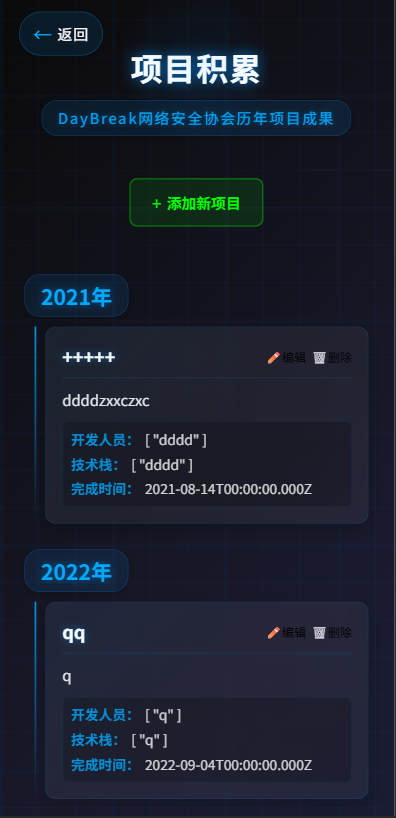 ← 返回
项目积累
DayBreak网络安全协会历年项目成果
+ 添加新项目
2021年
+++++ 编辑 删除
ddddzxxczxc
开发人员： [ "dddd" ]
技术栈： [ "dddd" ]
完成时间： 2021-08-14T00:00:00.000Z
2022年
qq 编辑 删除
q
开发人员： [ "q" ]
技术栈： [ "q" ]
完成时间： 2022-09-04T00:00:00.000Z